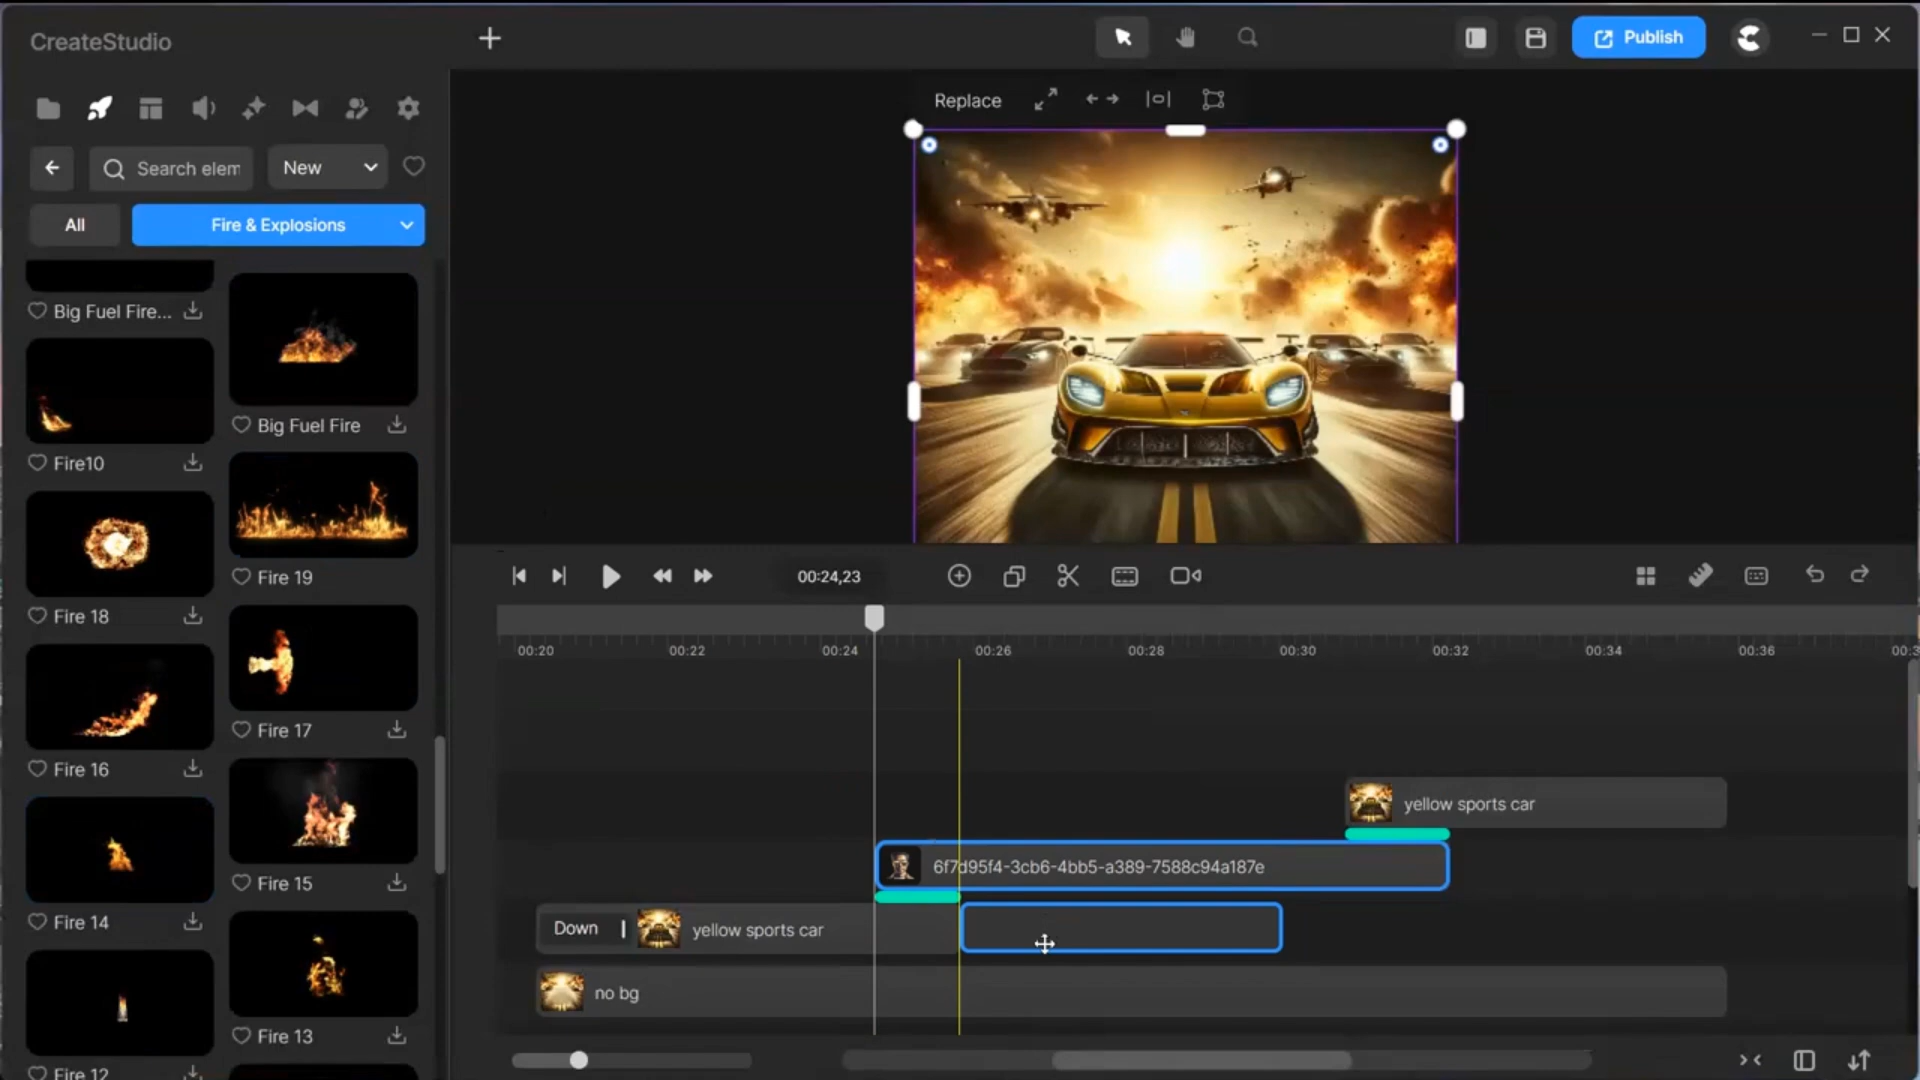 CreateStudio
Publish
Replace
Search elem
New
All
Fire & Explosions
Big Fuel Fire...
Big Fuel Fire
Fire10
Fire 19
Fire 18
Fire 17
Fire 16
Fire 15
Fire 14
Fire 13
Fire 12
00:24,23
00:20
00:22
00:24
00:26
00:28
00:30
00:32
00:34
00:36
00:3
yellow sports car
6f7d95f4-3cb6-4bb5-a389-7588c94a187e
Down
yellow sports car
no bg